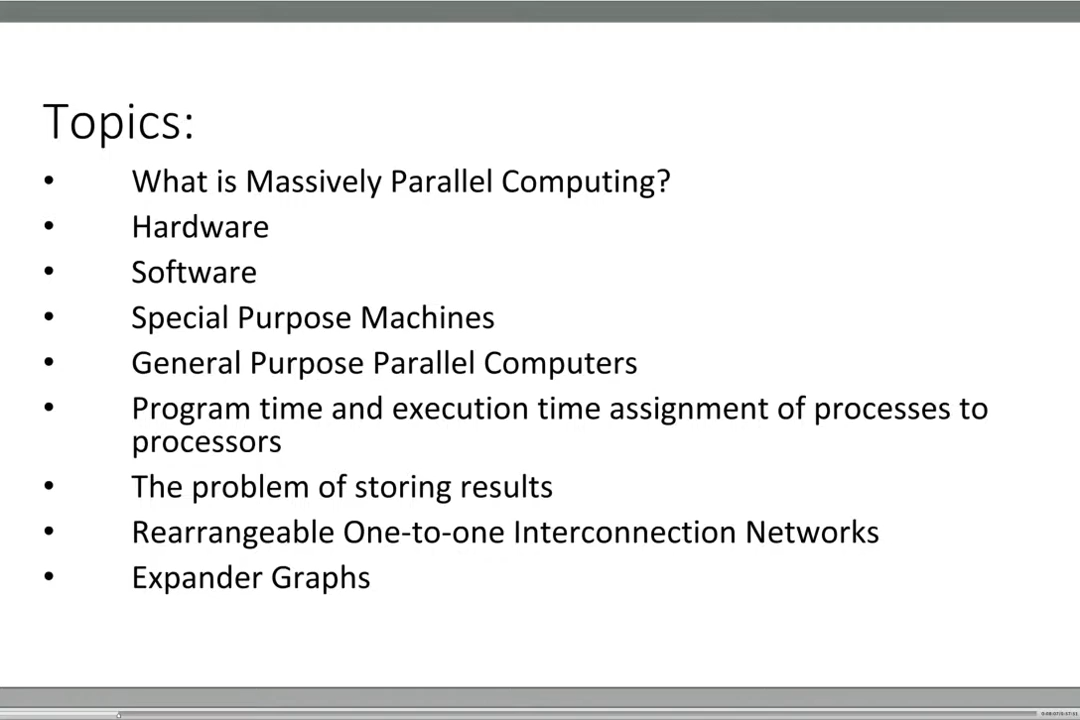 Topics:
• What is Massively Parallel Computing?
• Hardware
• Software
• Special Purpose Machines
• General Purpose Parallel Computers
• Program time and execution time assignment of processes to
processors
• The problem of storing results
• Rearrangeable One-to-one Interconnection Networks
• Expander Graphs